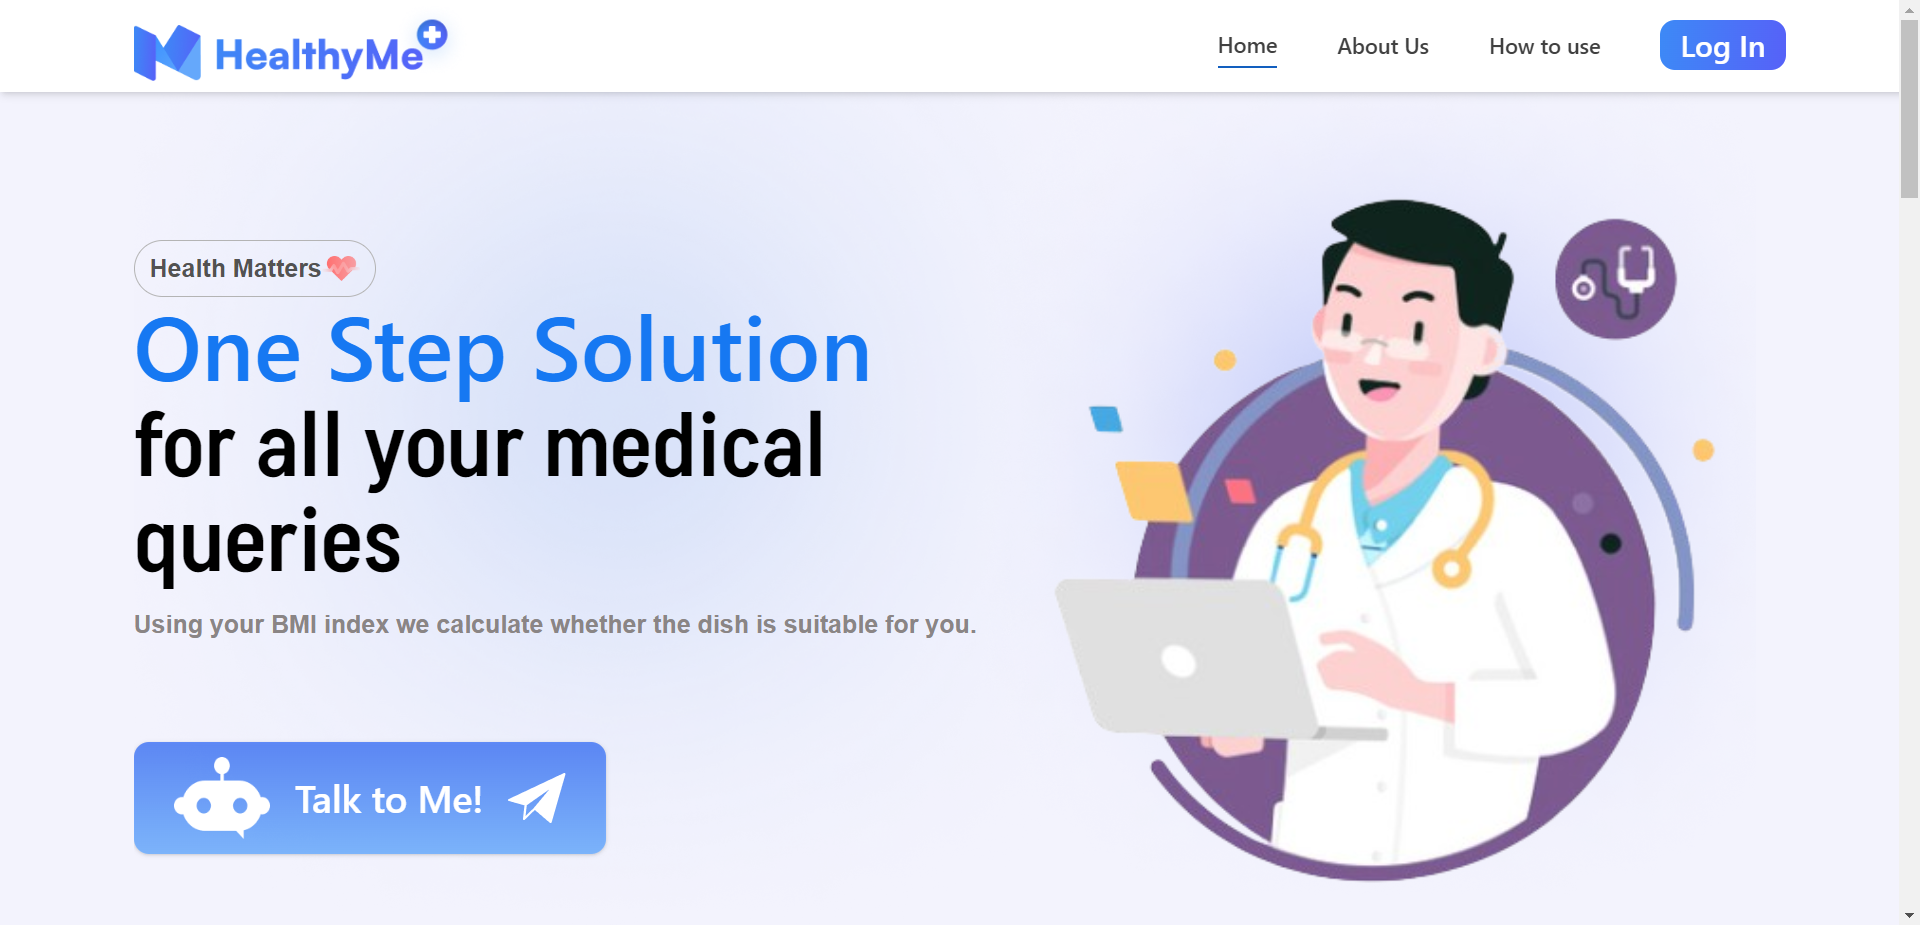 HealthyMe
Home
About Us
How to use
Log In
Health Matters
One Step Solution
for all your medical
queries
Using your BMI index we calculate whether the dish is suitable for you.
Talk to Me!